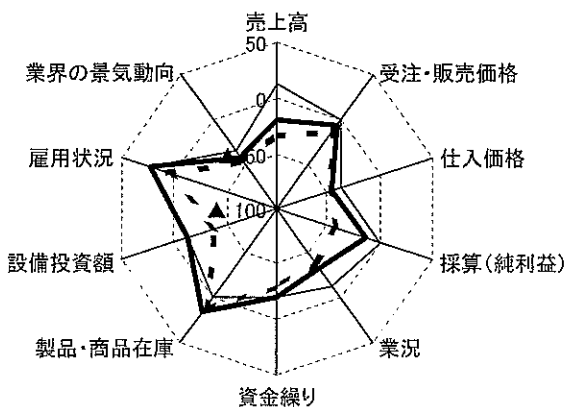 売上高
50
業界の景気動向
受注・販売価格
0
雇用状況
▲ 50
仕入価格
▲ 100
設備投資額
採算(純利益)
製品・商品在庫
業況
資金繰り